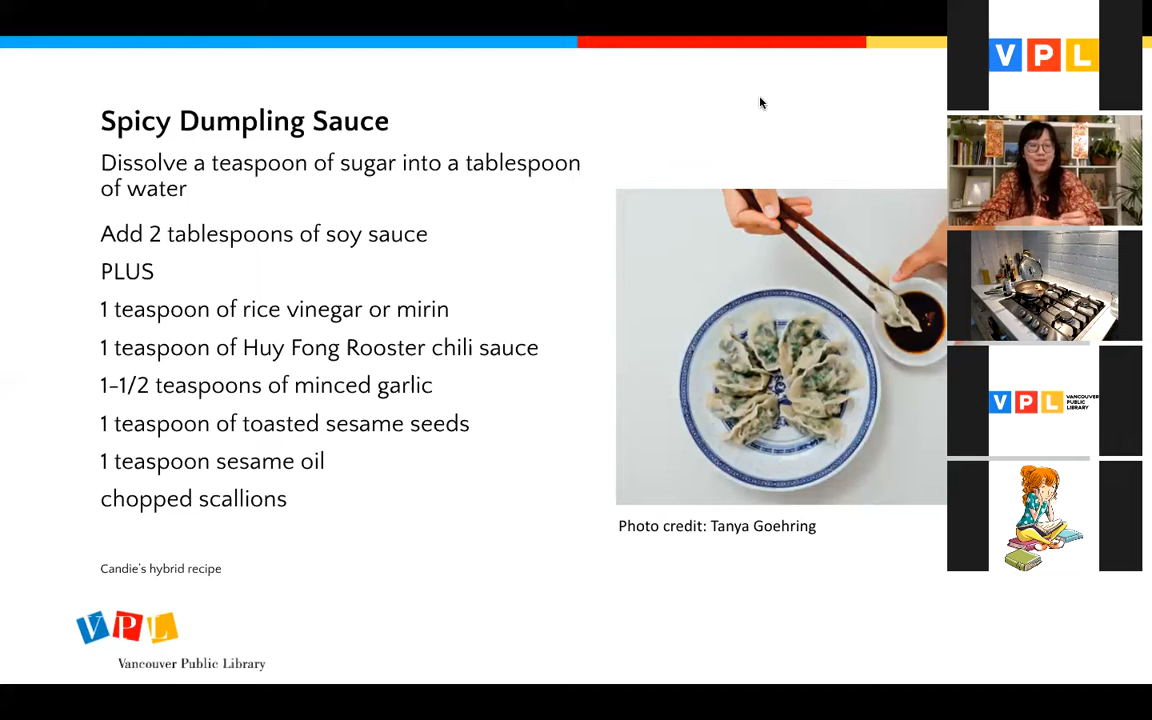 Spicy Dumpling Sauce
Dissolve a teaspoon of sugar into a tablespoon
of water
Add 2 tablespoons of soy sauce
PLUS
1 teaspoon of rice vinegar or mirin
1 teaspoon of Huy Fong Rooster chili sauce
1-1/2 teaspoons of minced garlic
1 teaspoon of toasted sesame seeds
1 teaspoon sesame oil
chopped scallions
Candie's hybrid recipe
VPL
Vancouver Public Library
Photo credit: Tanya Goehring
VPL
VPL
VANCOUVER
PUBLIC
LIBRARY